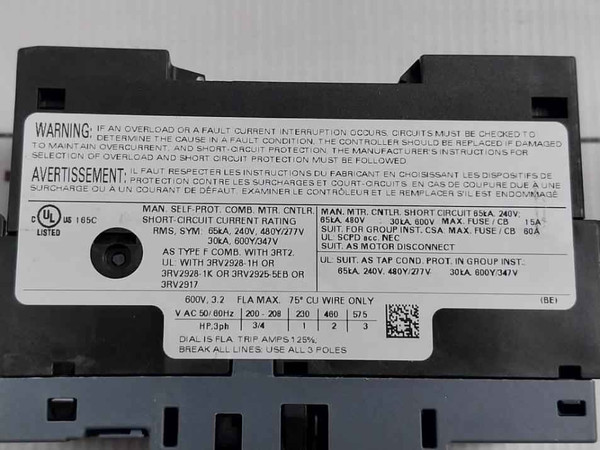 WARNING: IF AN OVERLOAD OR A FAULT CURRENT INTERRUPTION OCCURS, CIRCUITS MUST BE CHECKED TO
DETERMINE THE CAUSE IN A FAULT CONDITION. THE CONTROLLER SHOULD BE REPLACED IF DAMAGED
TO MAINTAIN OVERCURRENT, AND SHORT-CIRCUIT PROTECTION. THE MANUFACTURER'S INSTRUCTIONS FOR
SELECTION OF OVERLOAD AND SHORT CIRCUIT PROTECTION MUST BE FOLLOWED.
AVERTISSEMENT: IL FAUT RESPECTER LES INSTRUCTIONS DU FABRICANT EN CHOISISSANT LES DISPOSITIFS DE
PROTECTION CONTRE LES SURCHARGES ET COURT-CIRCUITS. EN CAS DE COUPURE DUE A UNE
SURCHARGE OU A UN COURANT DE DÉFAUT. EXAMINER LE CONTRÔLEUR ET LE REMPLACER S'IL EST ENDOMMAGÉ
C UL US 165C
LISTED
MAN. SELF-PROT. COMB. MTR. CNTLR.
SHORT-CIRCUIT CURRENT RATING
RMS, SYM: 65kA, 240V, 480Y/277V
30kA, 600Y/347V
AS TYPE F COMB. WITH 3RT2.
UL: WITH 3RV2928-1H OR
3RV2928-1K OR 3RV2925-5EB OR
3RV2917
MAN. MTR. CNTLR. SHORT CIRCUIT 65kA, 240V;
65kA, 480V 30kA, 600V MAX. FUSE / CB 15A
SUIT. FOR GROUP INST. CSA. MAX. FUSE / CB 60A
UL: SCPD acc. NEC
SUIT. AS MOTOR DISCONNECT
UL: SUIT. AS TAP COND. PROT. IN GROUP INST.:
65kA, 240V, 480Y/277V 30kA, 600Y/347V
600V, 3.2 FLA MAX. 75° CU WIRE ONLY
V AC 50/60Hz 200 - 208 230 460 575
HP.3ph 3/4 1 2 3
(BE)
DIAL IS FLA. TRIP AMPS 125%.
BREAK ALL LINES: USE ALL 3 POLES